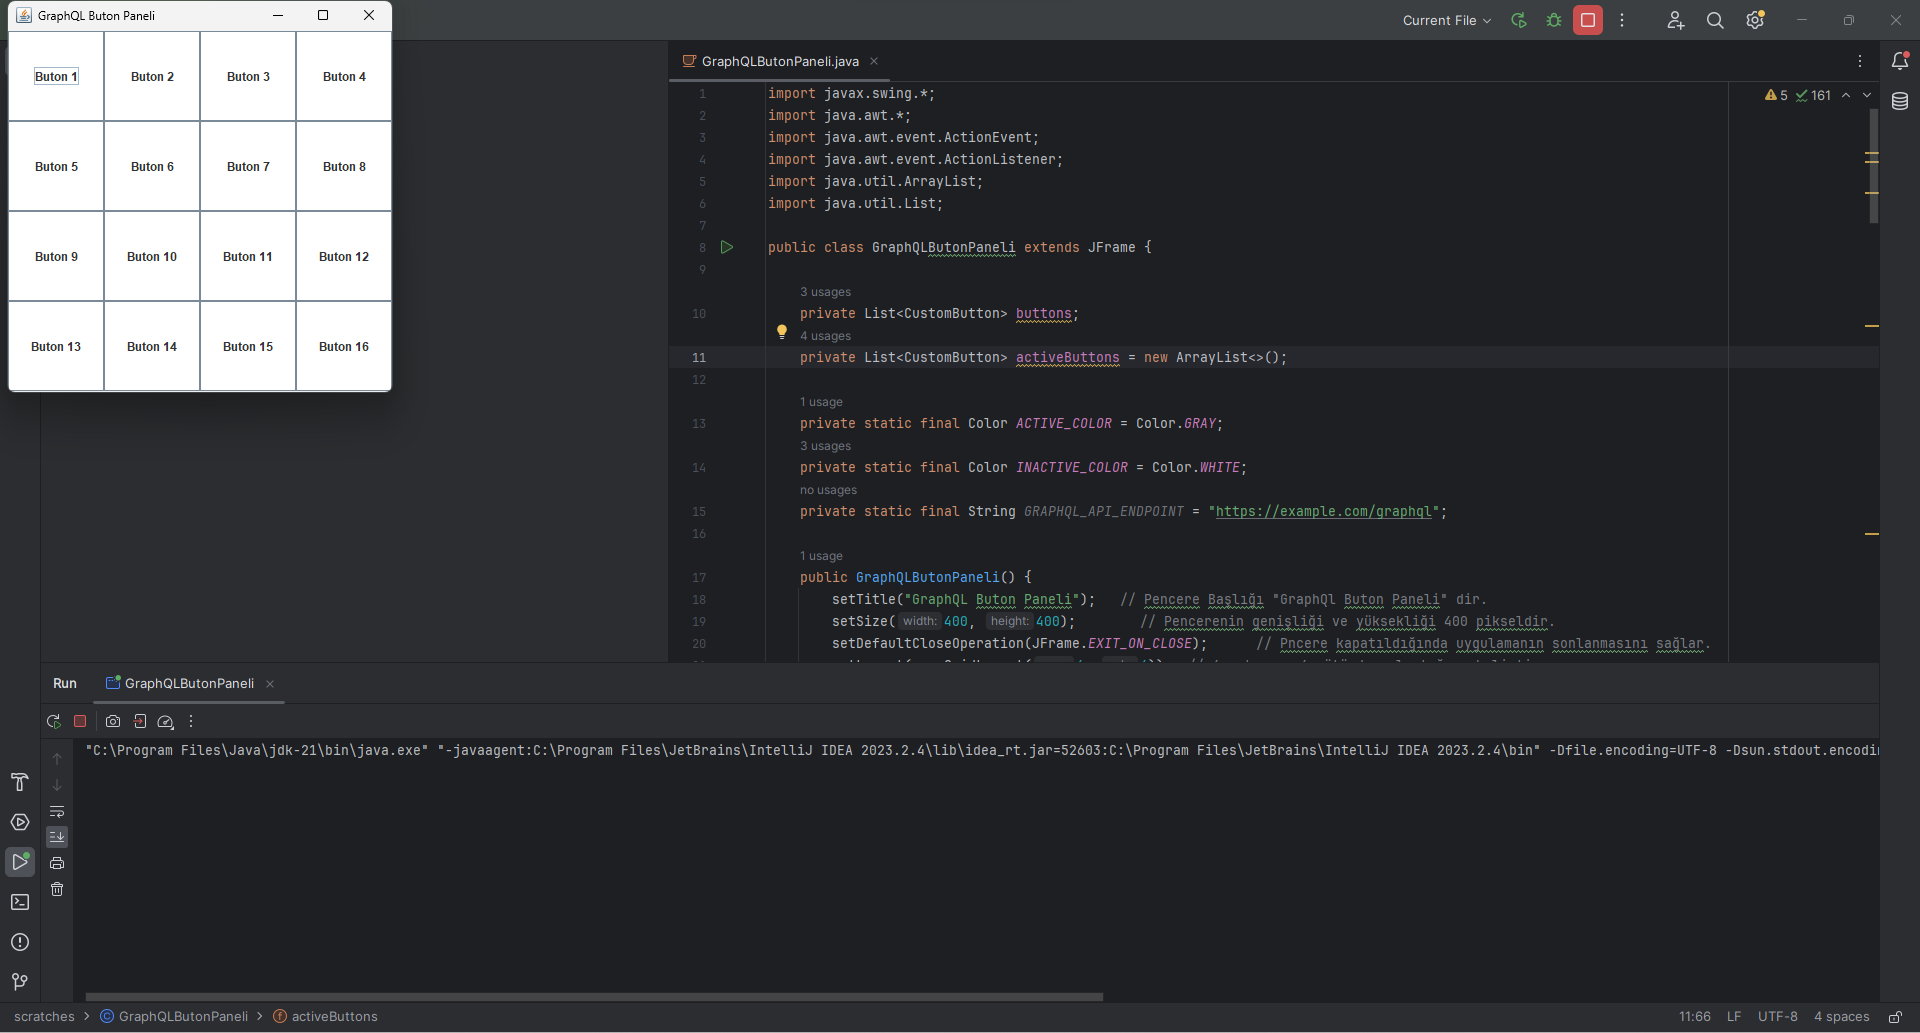 GraphQL Buton Paneli
Buton 1 Buton 2 Buton 3 Buton 4
Buton 5 Buton 6 Buton 7 Buton 8
Buton 9 Buton 10 Buton 11 Buton 12
Buton 13 Buton 14 Buton 15 Buton 16
Current File
GraphQLButonPaneli.java
5 161
1 import javax.swing.*;
2 import java.awt.*;
3 import java.awt.event.ActionEvent;
4 import java.awt.event.ActionListener;
5 import java.util.ArrayList;
6 import java.util.List;
7
8 public class GraphQLButonPaneli extends JFrame {
9
3 usages
10 private List<CustomButton> buttons;
4 usages
11 private List<CustomButton> activeButtons = new ArrayList<>();
12
1 usage
13 private static final Color ACTIVE_COLOR = Color.GRAY;
3 usages
14 private static final Color INACTIVE_COLOR = Color.WHITE;
no usages
15 private static final String GRAPHQL_API_ENDPOINT = "https://example.com/graphql";
16
1 usage
17 public GraphQLButonPaneli() {
18 setTitle("GraphQL Buton Paneli"); // Pencere Başlığı "GraphQl Buton Paneli" dir.
19 setSize( width: 400, height: 400); // Pencerenin genişliği ve yüksekliği 400 pikseldir.
20 setDefaultCloseOperation(JFrame.EXIT_ON_CLOSE); // Pncere kapatıldığında uygulamanın sonlanmasını sağlar.
Run GraphQLButonPaneli
"C:\Program Files\Java\jdk-21\bin\java.exe" "-javaagent:C:\Program Files\JetBrains\IntelliJ IDEA 2023.2.4\lib\idea_rt.jar=52603:C:\Program Files\JetBrains\IntelliJ IDEA 2023.2.4\bin" -Dfile.encoding=UTF-8 -Dsun.stdout.encodin
scratches > GraphQLButonPaneli > activeButtons
11:66 LF UTF-8 4 spaces